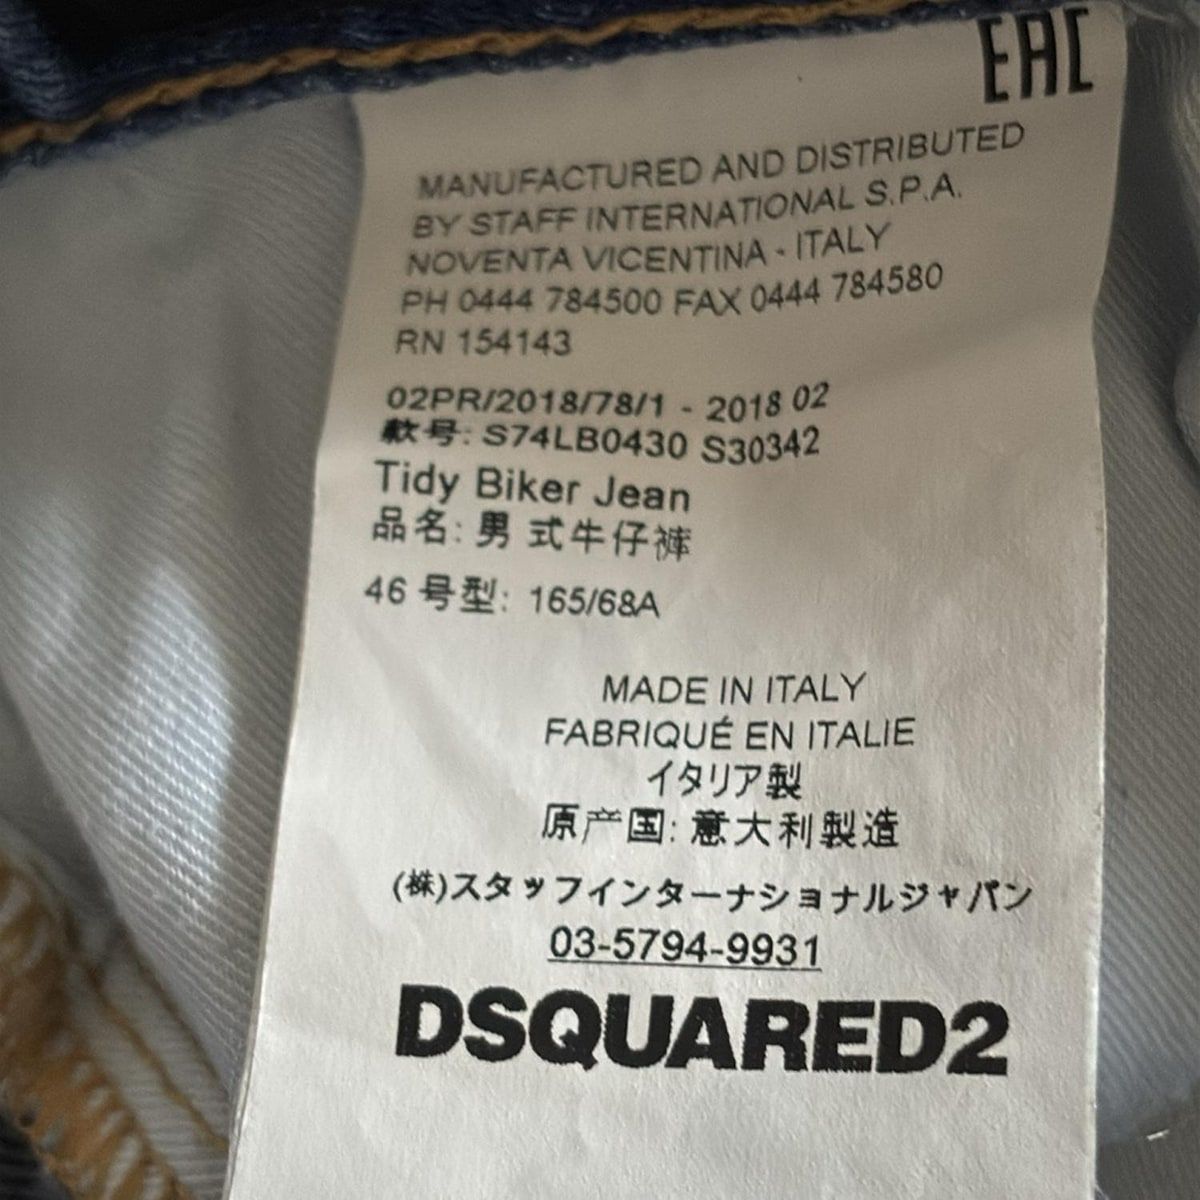 EAC
MANUFACTURED AND DISTRIBUTED
BY STAFF INTERNATIONAL S.P.A.
NOVENTA VICENTINA - ITALY
PH 0444 784500 FAX 0444 784580
RN 154143
02PR/2018/78/1 - 2018 02
款号: S74LB0430 S30342
Tidy Biker Jean
品名: 男 式牛仔褲
46 号型: 165/68A
MADE IN ITALY
FABRIQUÉ EN ITALIE
イタリア製
原产国: 意大利製造
(株)スタッフインターナショナルジャパン
03-5794-9931
DSQUARED2